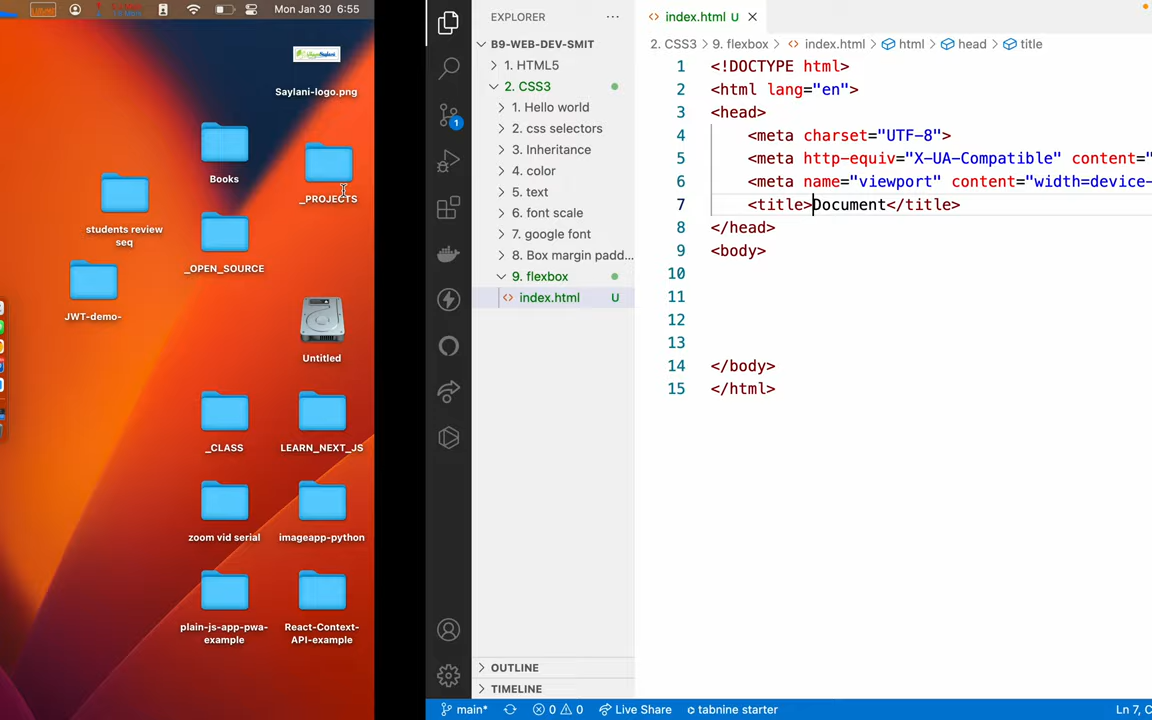 Mon Jan 30 6:55
Saylani-logo.png
Books
_PROJECTS
students review
seq
_OPEN_SOURCE
JWT-demo-
Untitled
_CLASS
LEARN_NEXT_JS
zoom vid serial
imageapp-python
plain-js-app-pwa-
example
React-Context-
API-example
EXPLORER
B9-WEB-DEV-SMIT
1. HTML5
2. CSS3
1. Hello world
2. css selectors
3. Inheritance
4. color
5. text
6. font scale
7. google font
8. Box margin padd...
9. flexbox
index.html U
OUTLINE
TIMELINE
1
index.html U
2. CSS3 > 9. flexbox > index.html > html > head > title
1 <!DOCTYPE html>
2 <html lang="en">
3 <head>
4 <meta charset="UTF-8">
5 <meta http-equiv="X-UA-Compatible" content="
6 <meta name="viewport" content="width=device-
7 <title>Document</title>
8 </head>
9 <body>
10
11
12
13
14 </body>
15 </html>
main* 0 0 Live Share tabnine starter
Ln 7, C